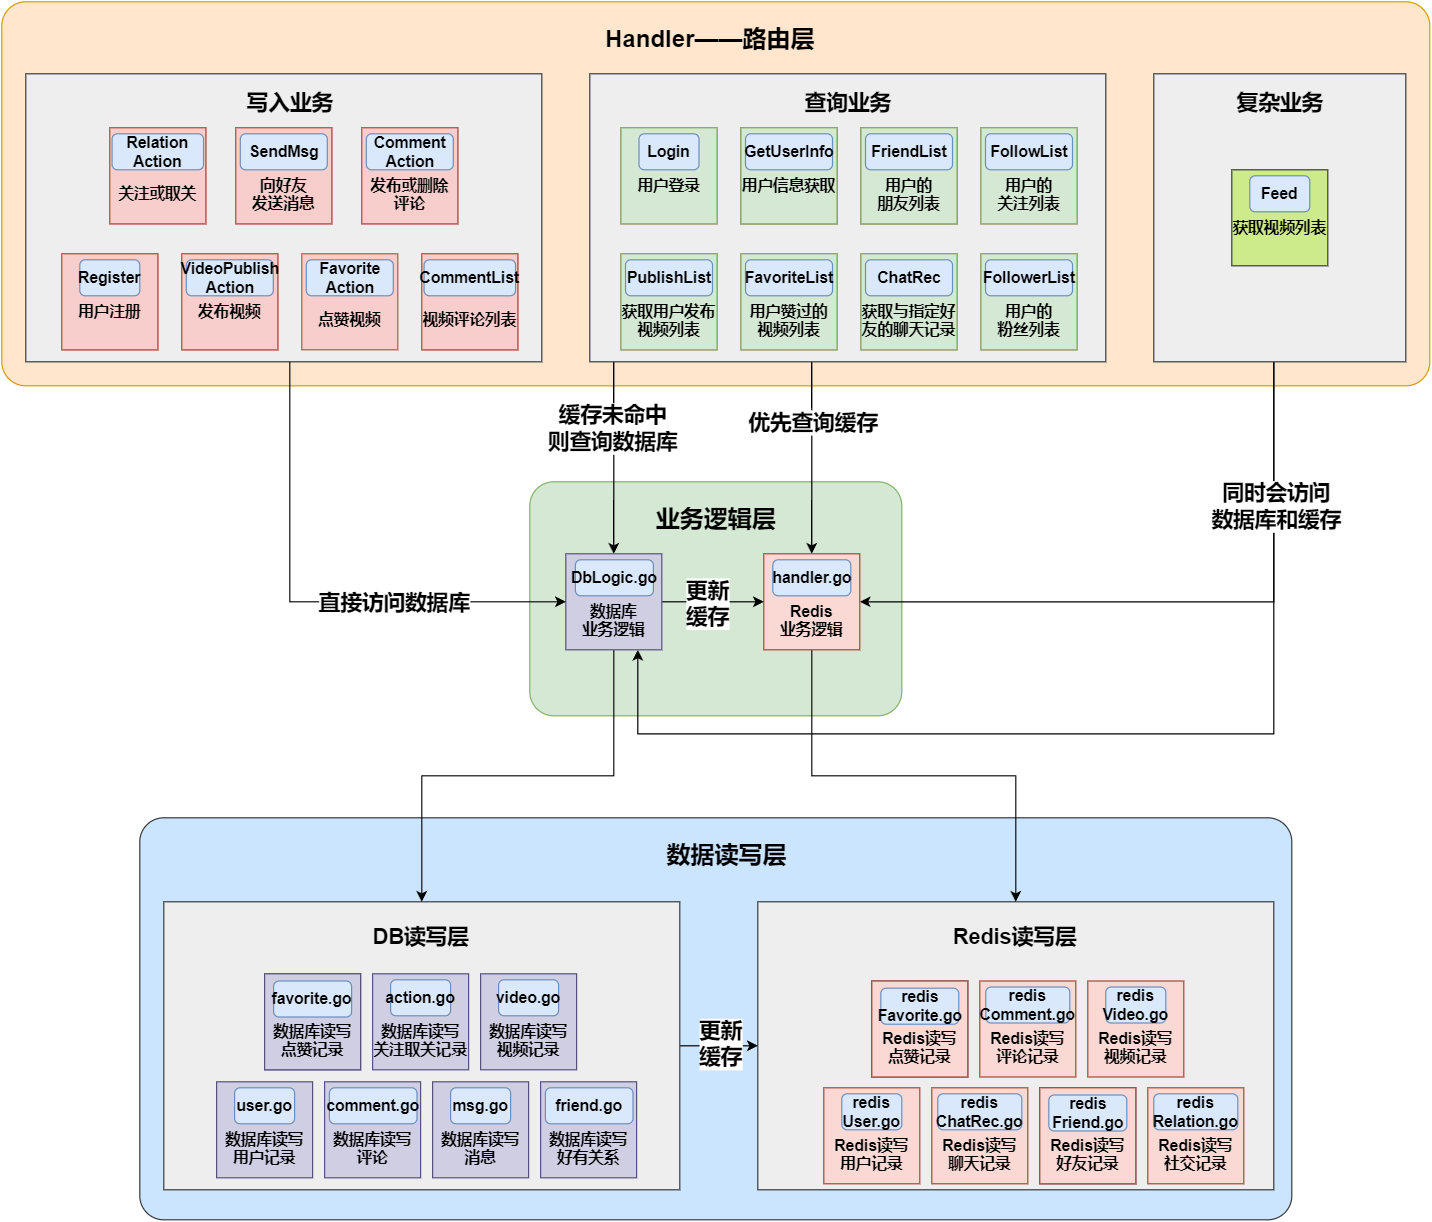 Handler——路由层
写入业务
Relation
Action
关注或取关
SendMsg
向好友
发送消息
Comment
Action
发布或删除
评论
Register
用户注册
VideoPublish
Action
发布视频
Favorite
Action
点赞视频
CommentList
视频评论列表
查询业务
Login
用户登录
GetUserInfo
用户信息获取
FriendList
用户的
朋友列表
FollowList
用户的
关注列表
PublishList
获取用户发布
视频列表
FavoriteList
用户赞过的
视频列表
ChatRec
获取与指定好
友的聊天记录
FollowerList
用户的
粉丝列表
复杂业务
Feed
获取视频列表
缓存未命中
则查询数据库
优先查询缓存
同时会访问
数据库和缓存
直接访问数据库
业务逻辑层
DbLogic.go
数据库
业务逻辑
更新
缓存
handler.go
Redis
业务逻辑
数据读写层
DB读写层
favorite.go
数据库读写
点赞记录
action.go
数据库读写
关注取关记录
video.go
数据库读写
视频记录
user.go
数据库读写
用户记录
comment.go
数据库读写
评论
msg.go
数据库读写
消息
friend.go
数据库读写
好有关系
更新
缓存
Redis读写层
redis
Favorite.go
Redis读写
点赞记录
redis
Comment.go
Redis读写
评论记录
redis
Video.go
Redis读写
视频记录
redis
User.go
Redis读写
用户记录
redis
ChatRec.go
Redis读写
聊天记录
redis
Friend.go
Redis读写
好友记录
redis
Relation.go
Redis读写
社交记录